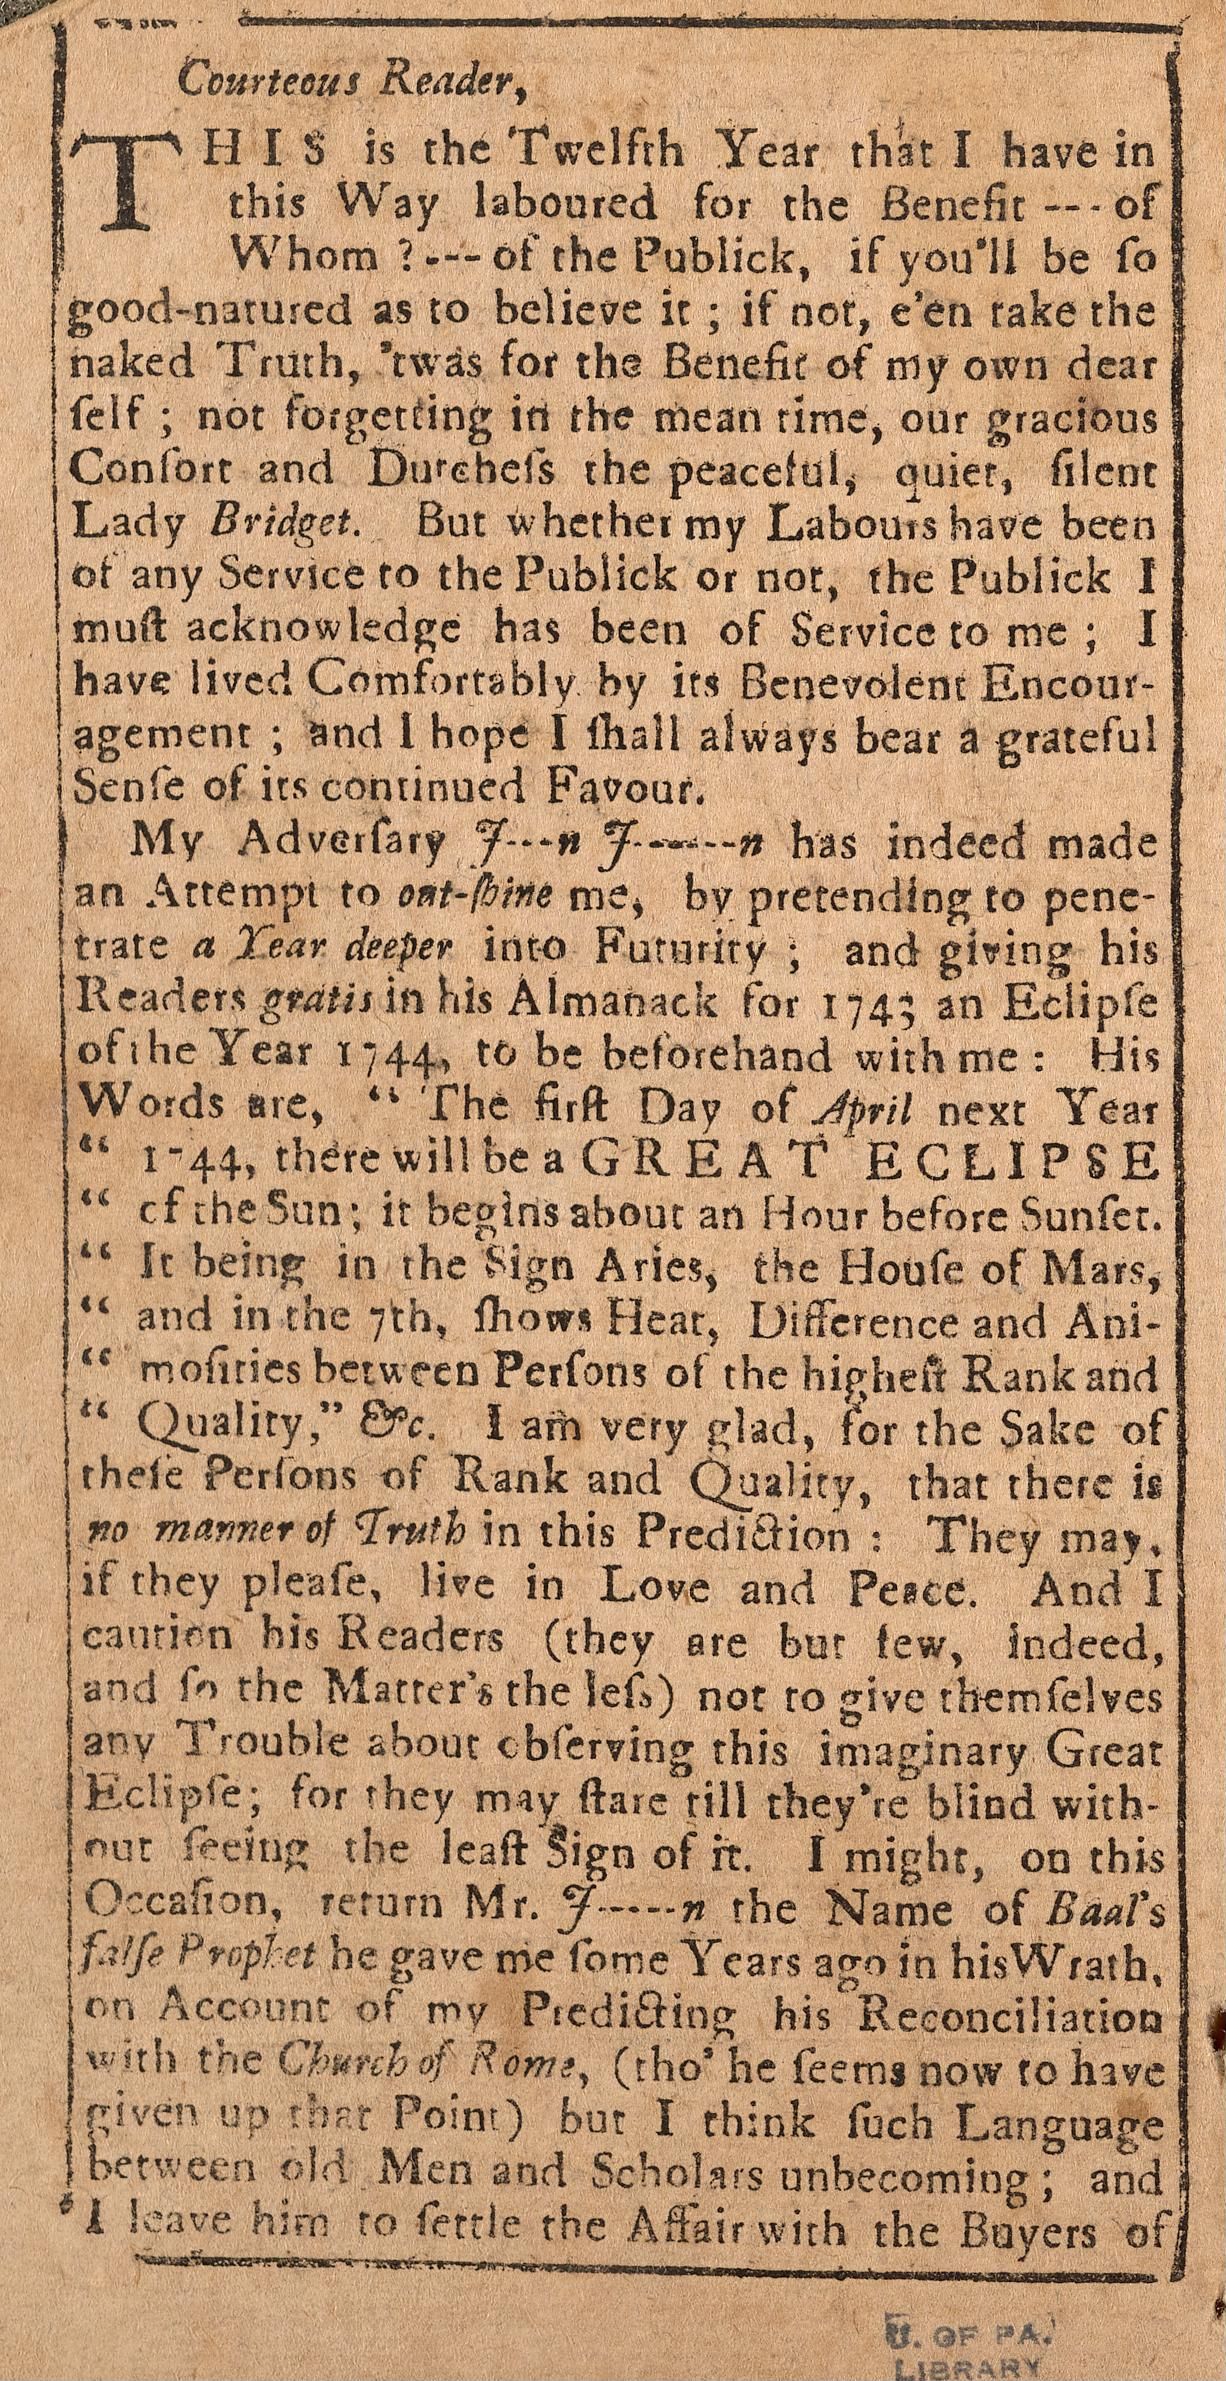 Courteous Reader,
THIS is the Twelfth Year that I have in
this Way laboured for the Benefit --- of
Whom ? --- of the Publick, if you'll be ſo
good-natured as to believe it ; if not, e'en take the
naked Truth, 'twas for the Benefit of my own dear
ſelf ; not forgetting in the mean time, our gracious
Conſort and Dutcheſs the peaceful, quiet, ſilent
Lady Bridget. But whether my Labours have been
of any Service to the Publick or not, the Publick I
muſt acknowledge has been of Service to me ; I
have lived Comfortably by its Benevolent Encour-
agement ; and I hope I ſhall always bear a grateful
Senſe of its continued Favour.
My Adverſary J---n J------n has indeed made
an Attempt to out-ſhine me, by pretending to pene-
trate a Year deeper into Futurity ; and giving his
Readers gratis in his Almanack for 1743 an Eclipſe
of the Year 1744, to be beforehand with me : His
Words are, “ The firſt Day of April next Year
“ 1744, there will be a GREAT ECLIPSE
“ of the Sun ; it begins about an Hour before Sunſet.
“ It being in the Sign Aries, the Houſe of Mars,
“ and in the 7th, ſhows Heat, Difference and Ani-
“ moſities between Perſons of the higheſt Rank and
“ Quality,” &c. I am very glad, for the Sake of
theſe Perſons of Rank and Quality, that there is
no manner of Truth in this Prediction : They may,
if they pleaſe, live in Love and Peace. And I
caution his Readers (they are but few, indeed,
and ſo the Matter's the leſs) not to give themſelves
any Trouble about obſerving this imaginary Great
Eclipſe; for they may ſtare till they're blind with-
out ſeeing the leaſt Sign of it. I might, on this
Occaſion, return Mr. J-----n the Name of Baal's
falſe Prophet he gave me ſome Years ago in his Wrath,
on Account of my Predicting his Reconciliation
with the Church of Rome, (tho' he ſeems now to have
given up that Point) but I think ſuch Language
between old Men and Scholars unbecoming ; and
I leave him to ſettle the Affair with the Buyers of
U. OF PA.
LIBRARY